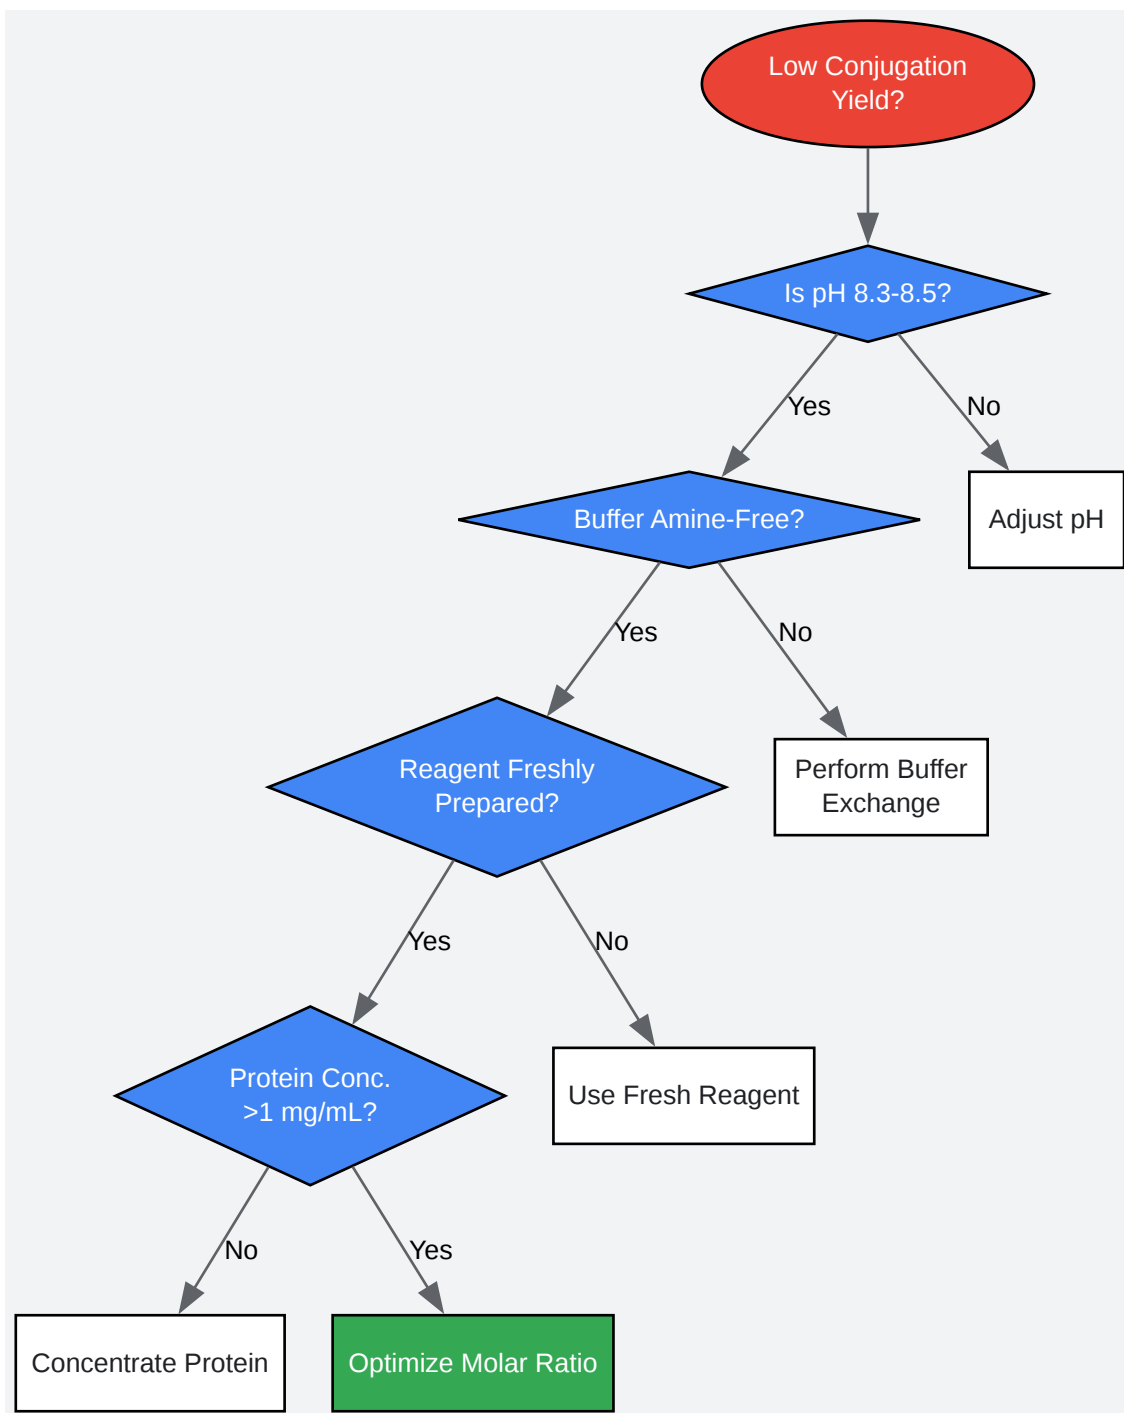 Low Conjugation
Yield?
Is pH 8.3-8.5?
Yes
No
Buffer Amine-Free?
Adjust pH
Yes
No
Reagent Freshly
Prepared?
Perform Buffer
Exchange
Yes
No
Protein Conc.
>1 mg/mL?
Use Fresh Reagent
No
Yes
Concentrate Protein
Optimize Molar Ratio